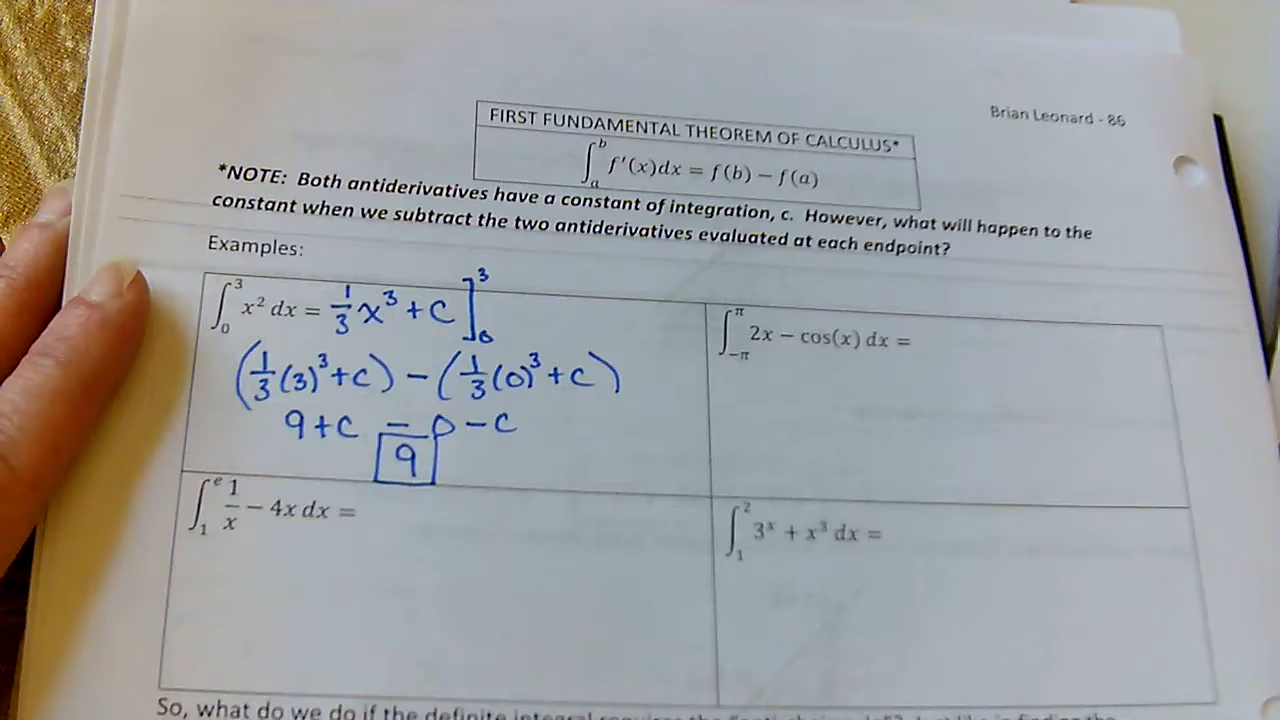 Brian Leonard - 86
FIRST FUNDAMENTAL THEOREM OF CALCULUS*
∫_a^b f'(x)dx = f(b) − f(a)
*NOTE: Both antiderivatives have a constant of integration, c. However, what will happen to the
constant when we subtract the two antiderivatives evaluated at each endpoint?
Examples:
∫_0^3 x² dx = 1/3 x³ + C ]_0^3
(1/3 (3)³ + C) − (1/3 (0)³ + C)
9 + C − 0 − C
9
∫_{-π}^π 2x − cos(x) dx =
∫_1^e 1/x − 4x dx =
∫_1^2 3ˣ + x³ dx =
So, what do we do if the definite integral requires the